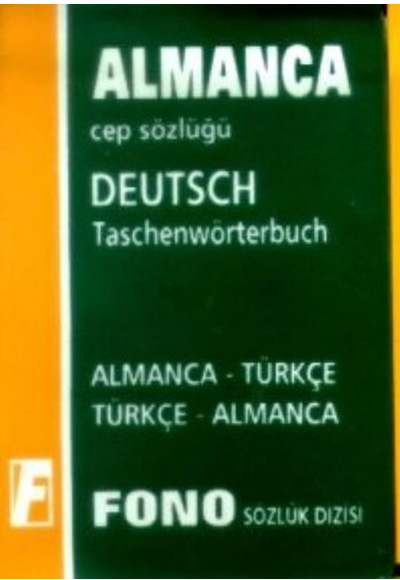 ALMANCA
cep sözlüğü
DEUTSCH
Taschenwörterbuch
ALMANCA - TÜRKÇE
TÜRKÇE - ALMANCA
F
FONO SÖZLÜK DİZİSİ